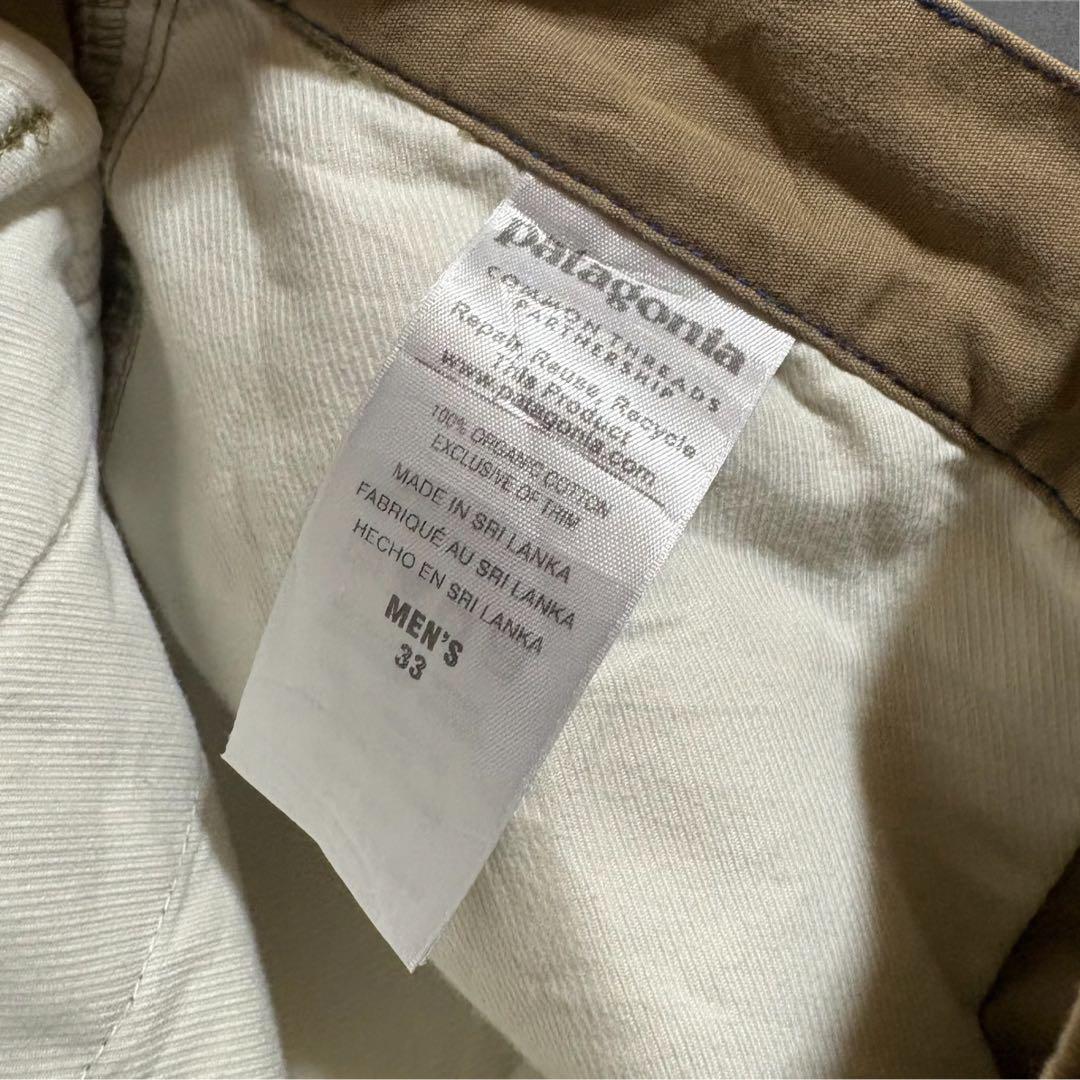 patagonia
COMMON THREADS
PARTNERSHIP
Repair, Reuse, Recycle
This Product
www.patagonia.com
100% ORGANIC COTTON
EXCLUSIVE OF TRIM
MADE IN SRI LANKA
FABRIQUÉ AU SRI LANKA
HECHO EN SRI LANKA
MEN'S
33